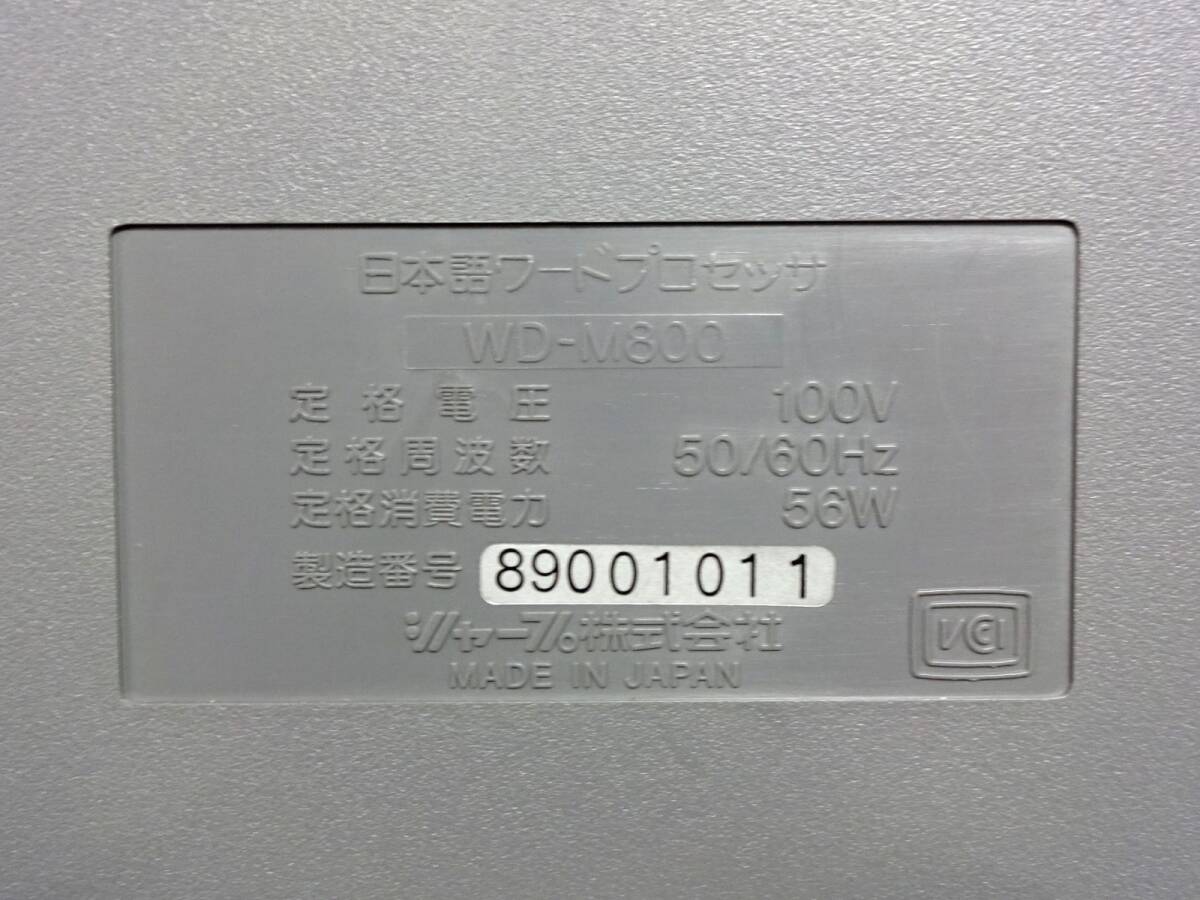 日本語ワードプロセッサ
WD-M800
定格電圧 100V
定格周波数 50/60Hz
定格消費電力 56W
製造番号 89001011
シャープ株式会社
MADE IN JAPAN
VCI